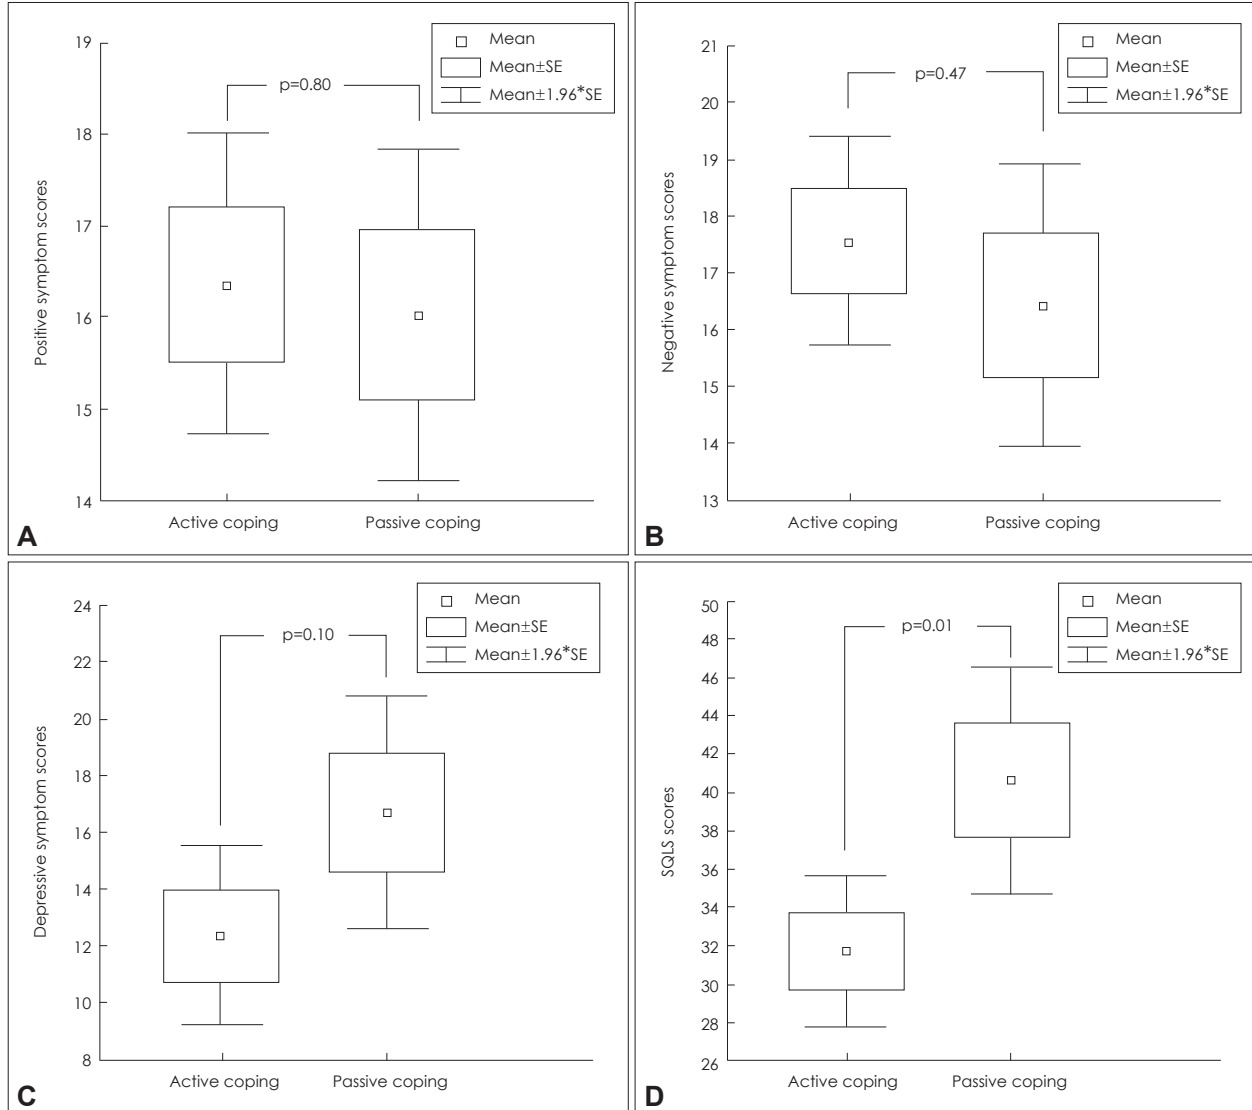 19
18
17
16
15
14
Positive symptom scores
p=0.80
Mean
Mean±SE
Mean±1.96*SE
Active coping
Passive coping
A
21
20
19
18
17
16
15
14
13
Negative symptom scores
p=0.47
Mean
Mean±SE
Mean±1.96*SE
Active coping
Passive coping
B
24
22
20
18
16
14
12
10
8
Depressive symptom scores
p=0.10
Mean
Mean±SE
Mean±1.96*SE
Active coping
Passive coping
C
50
48
46
44
42
40
38
36
34
32
30
28
26
SQLS scores
p=0.01
Mean
Mean±SE
Mean±1.96*SE
Active coping
Passive coping
D